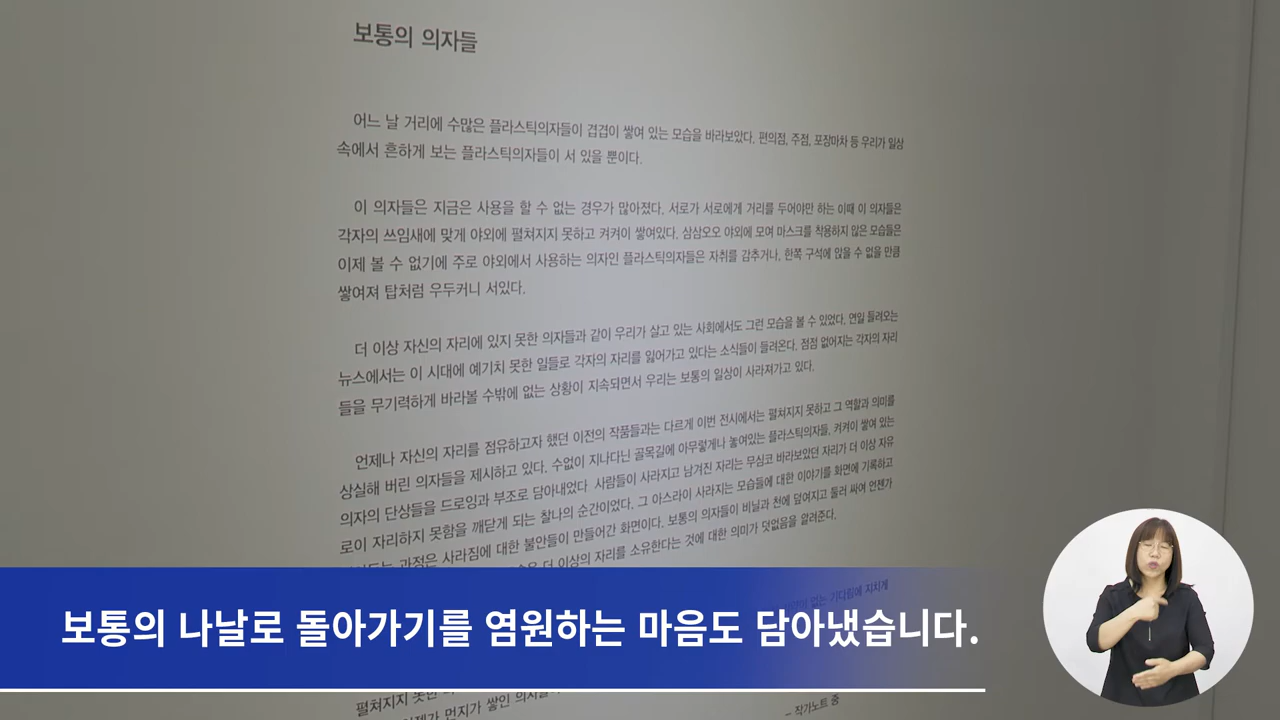 보통의 의자들
어느 날 거리에 수많은 플라스틱의자들이 겹겹이 쌓여 있는 모습을 바라보았다. 편의점, 주점, 포장마차 등 우리가 일상
속에서 흔하게 보는 플라스틱의자들이 서 있을 뿐이다.
이 의자들은 지금은 사용을 할 수 없는 경우가 많아졌다. 서로가 서로에게 거리를 두어야만 하는 이때 이 의자들은
각자의 쓰임새에 맞게 야외에 펼쳐지지 못하고 켜켜이 쌓여있다. 삼삼오오 야외에 모여 마스크를 착용하지 않은 모습들은
이제 볼 수 없기에 주로 야외에서 사용하는 의자인 플라스틱의자들은 자취를 감추거나, 한쪽 구석에 앉을 수 없을 만큼
쌓여져 탑처럼 우두커니 서있다.
더 이상 자신의 자리에 있지 못한 의자들과 같이 우리가 살고 있는 사회에서도 그런 모습을 볼 수 있었다. 연일 들려오는
뉴스에서는 이 시대에 예기치 못한 일들로 각자의 자리를 잃어가고 있다는 소식들이 들려온다. 점점 없어지는 각자의 자리
들을 무기력하게 바라볼 수밖에 없는 상황이 지속되면서 우리는 보통의 일상이 사라져가고 있다.
언제나 자신의 자리를 점유하고자 했던 이전의 작품들과는 다르게 이번 전시에서는 펼쳐지지 못하고 그 역할과 의미를
상실해 버린 의자들을 제시하고 있다. 수없이 지나다닌 골목길에 아무렇게나 놓여있는 플라스틱의자들, 켜켜이 쌓여 있는
의자의 단상들을 드로잉과 부조로 담아내었다 사람들이 사라지고 남겨진 자리는 무심코 바라보았던 자리가 더 이상 자유
로이 자리하지 못함을 깨닫게 되는 찰나의 순간이었다. 그 아스라이 사라지는 모습들에 대한 이야기를 화면에 기록하고
과정은 사라짐에 대한 불안들이 만들어간 화면이다. 보통의 의자들이 비닐과 천에 덮여지고 둘러 싸여 언젠가
더 이상의 자리를 소유한다는 것에 대한 의미가 덧없음을 알려준다.
없는 기다림에 지치게
보통의 나날로 돌아가기를 염원하는 마음도 담아냈습니다.
펼쳐지지 못한
먼지가 쌓인
– 작가노트 중